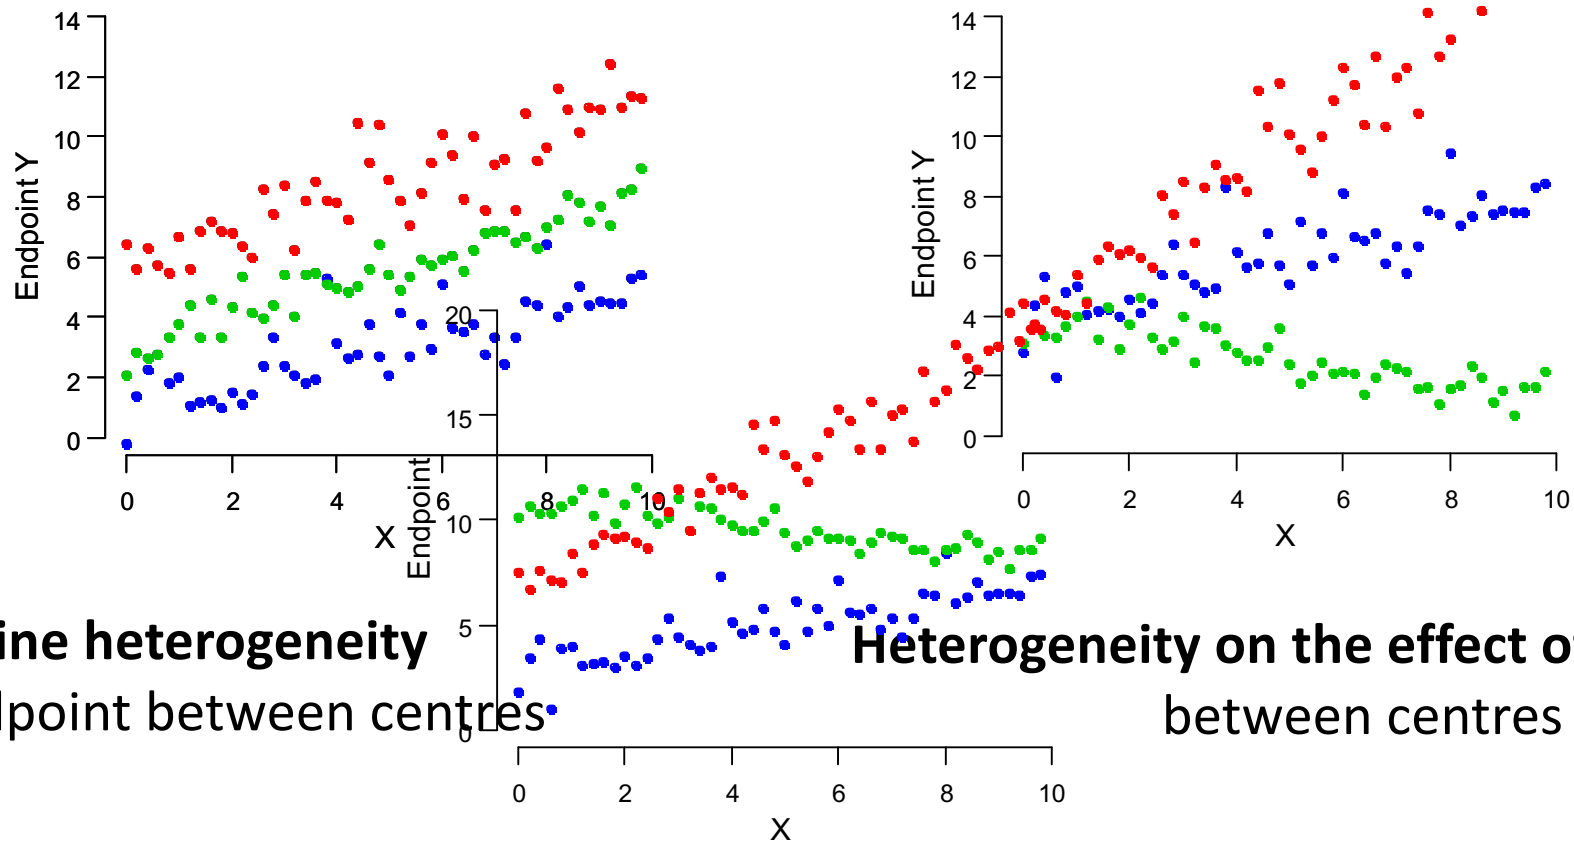 14
12
10
8
6
4
2
0
Endpoint Y
0 2 4 6 8 10
X
14
12
10
8
6
4
2
0
Endpoint Y
0 2 4 6 8 10
X
20
15
10
5
0
Endpoint
0 2 4 6 8 10
X
ine heterogeneity
dpoint between centres
Heterogeneity on the effect of
between centres